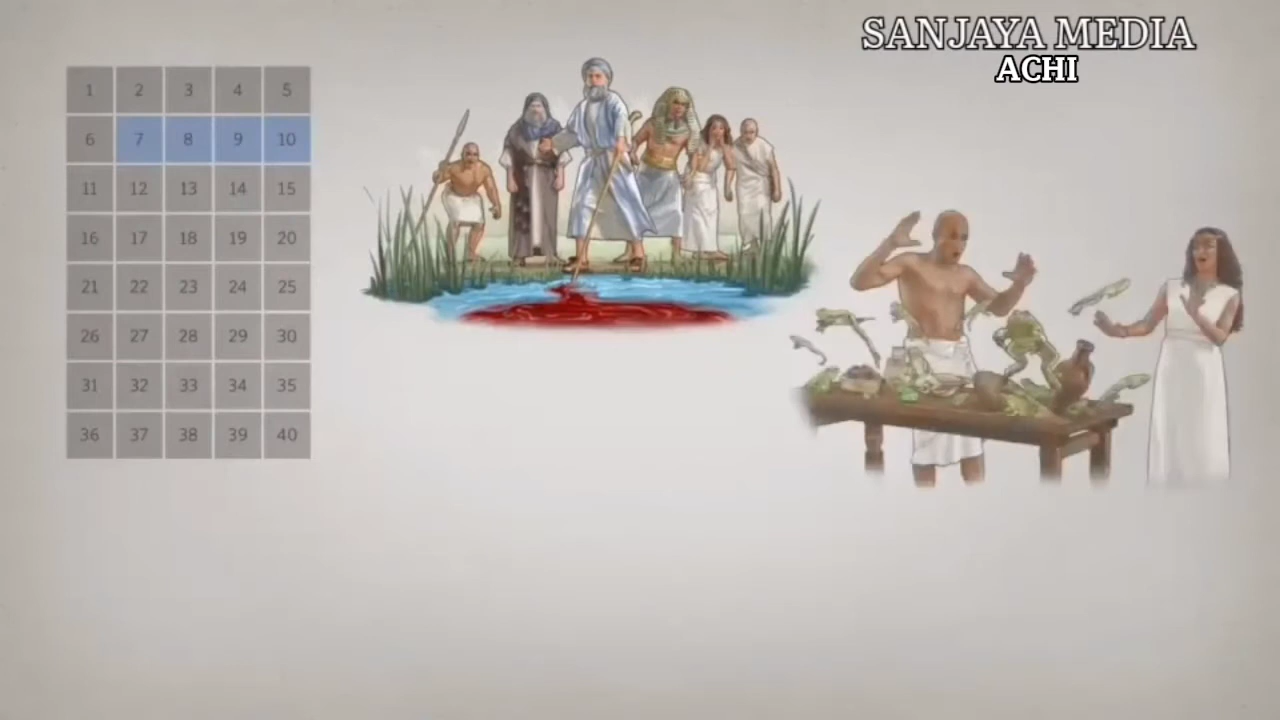 SANJAYA MEDIA
ACHI
1 2 3 4 5
6 7 8 9 10
11 12 13 14 15
16 17 18 19 20
21 22 23 24 25
26 27 28 29 30
31 32 33 34 35
36 37 38 39 40